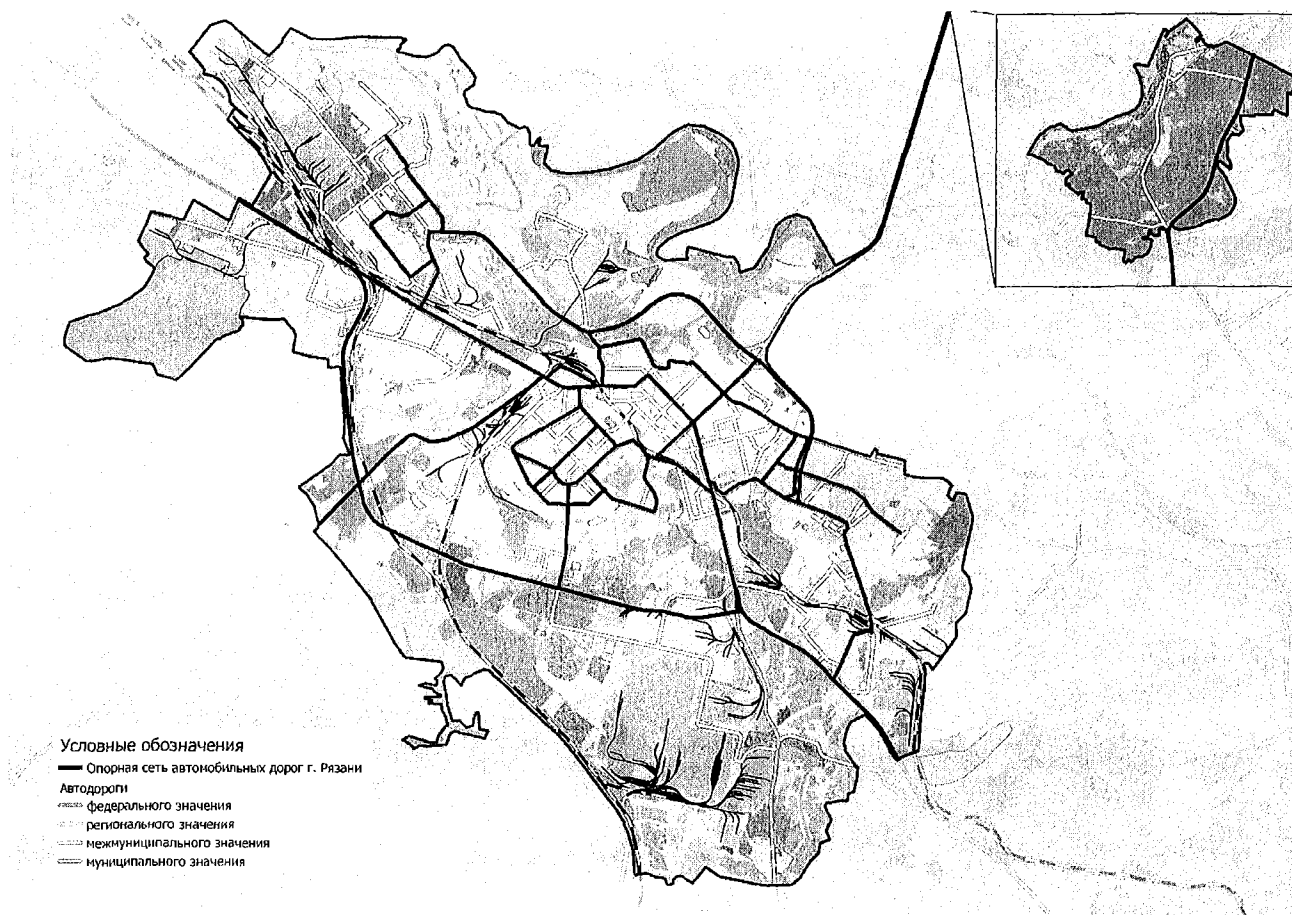 Условные обозначения
Опорная сеть автомобильных дорог г. Рязани
Автодороги
федерального значения
регионального значения
межмуниципального значения
муниципального значения